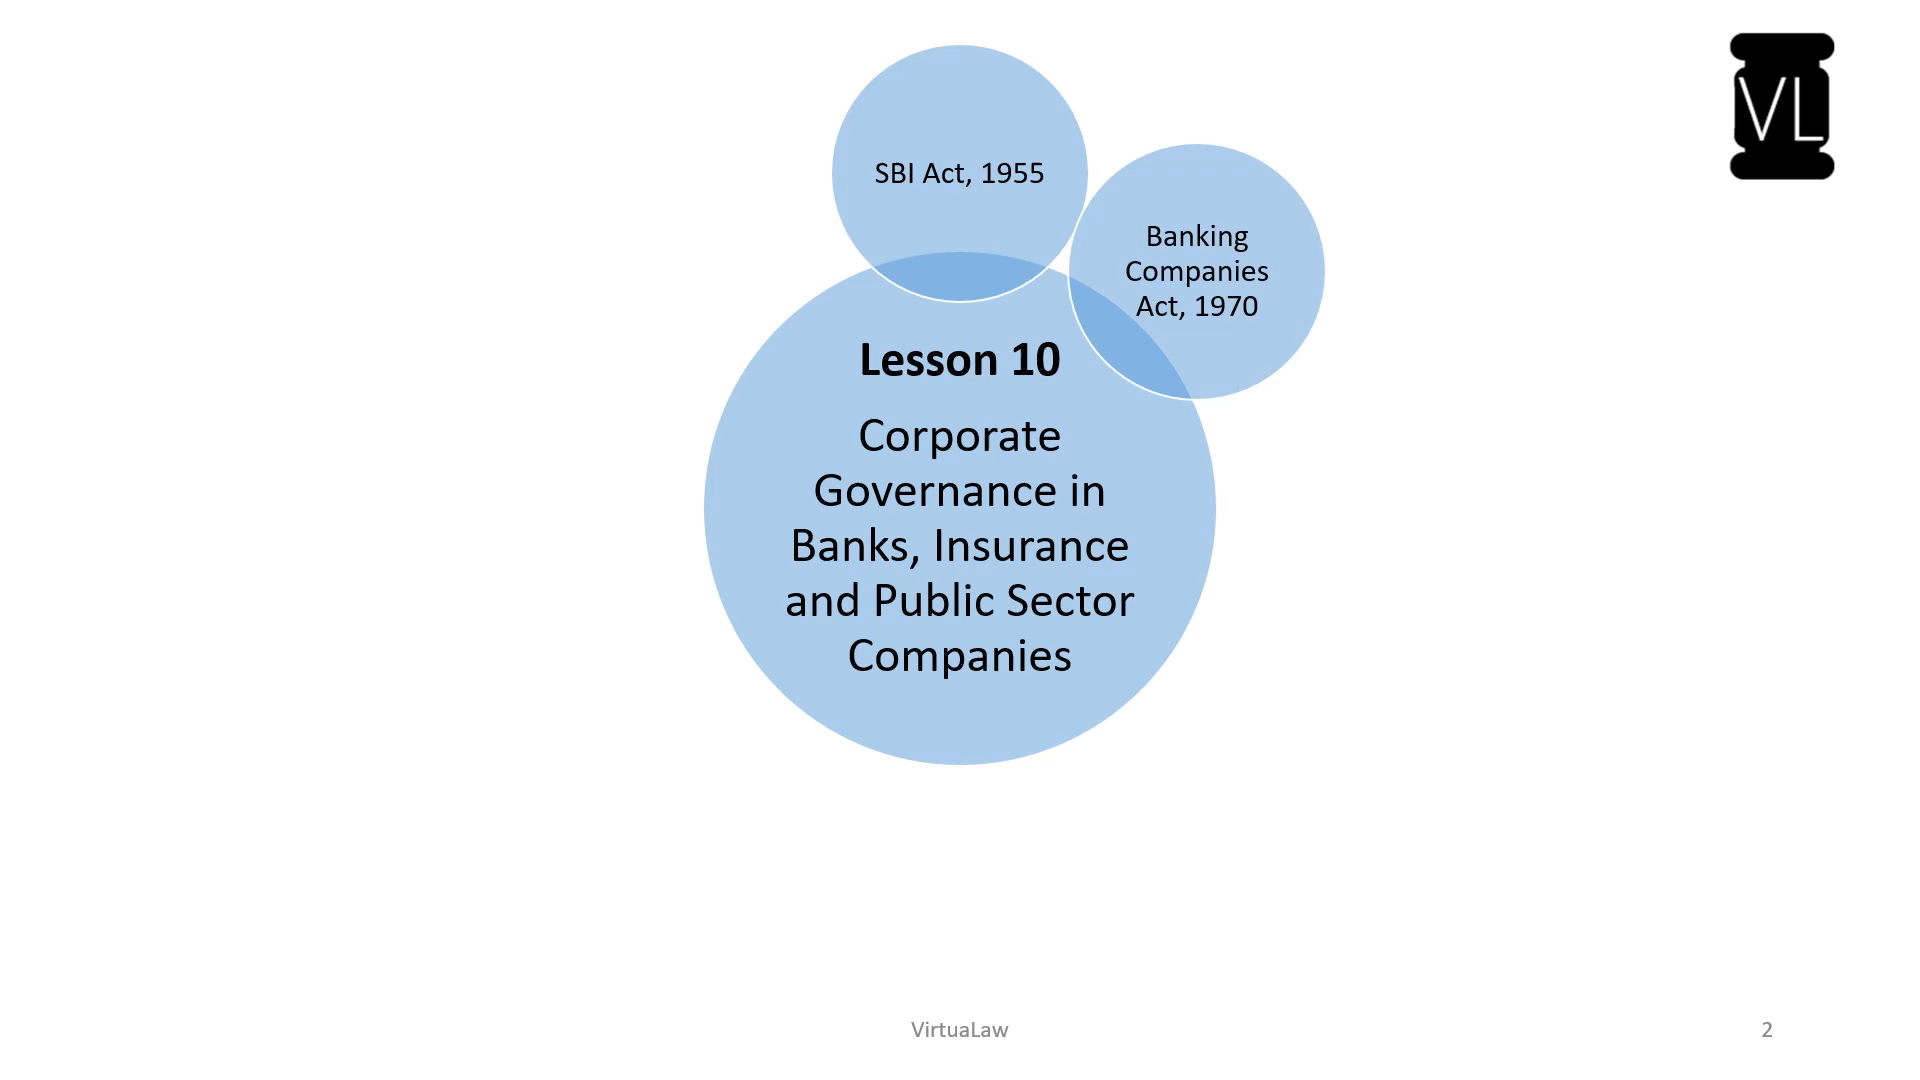 SBI Act, 1955
VL
Banking
Companies
Act, 1970
Lesson 10
Corporate
Governance in
Banks, Insurance
and Public Sector
Companies
VirtuaLaw
2